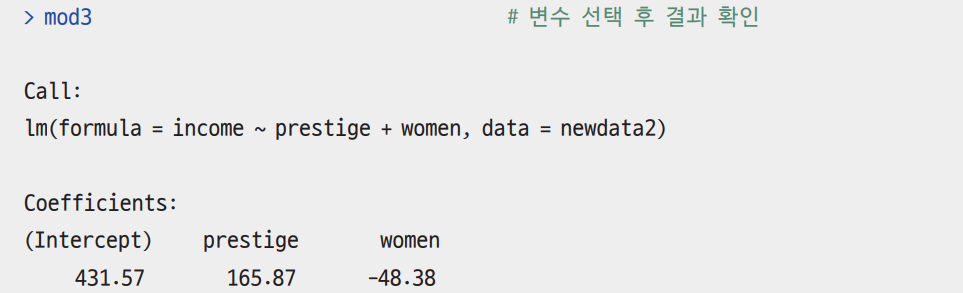 > mod3 # 변수 선택 후 결과 확인
Call:
lm(formula = income ~ prestige + women, data = newdata2)
Coefficients:
(Intercept) prestige women
431.57 165.87 -48.38